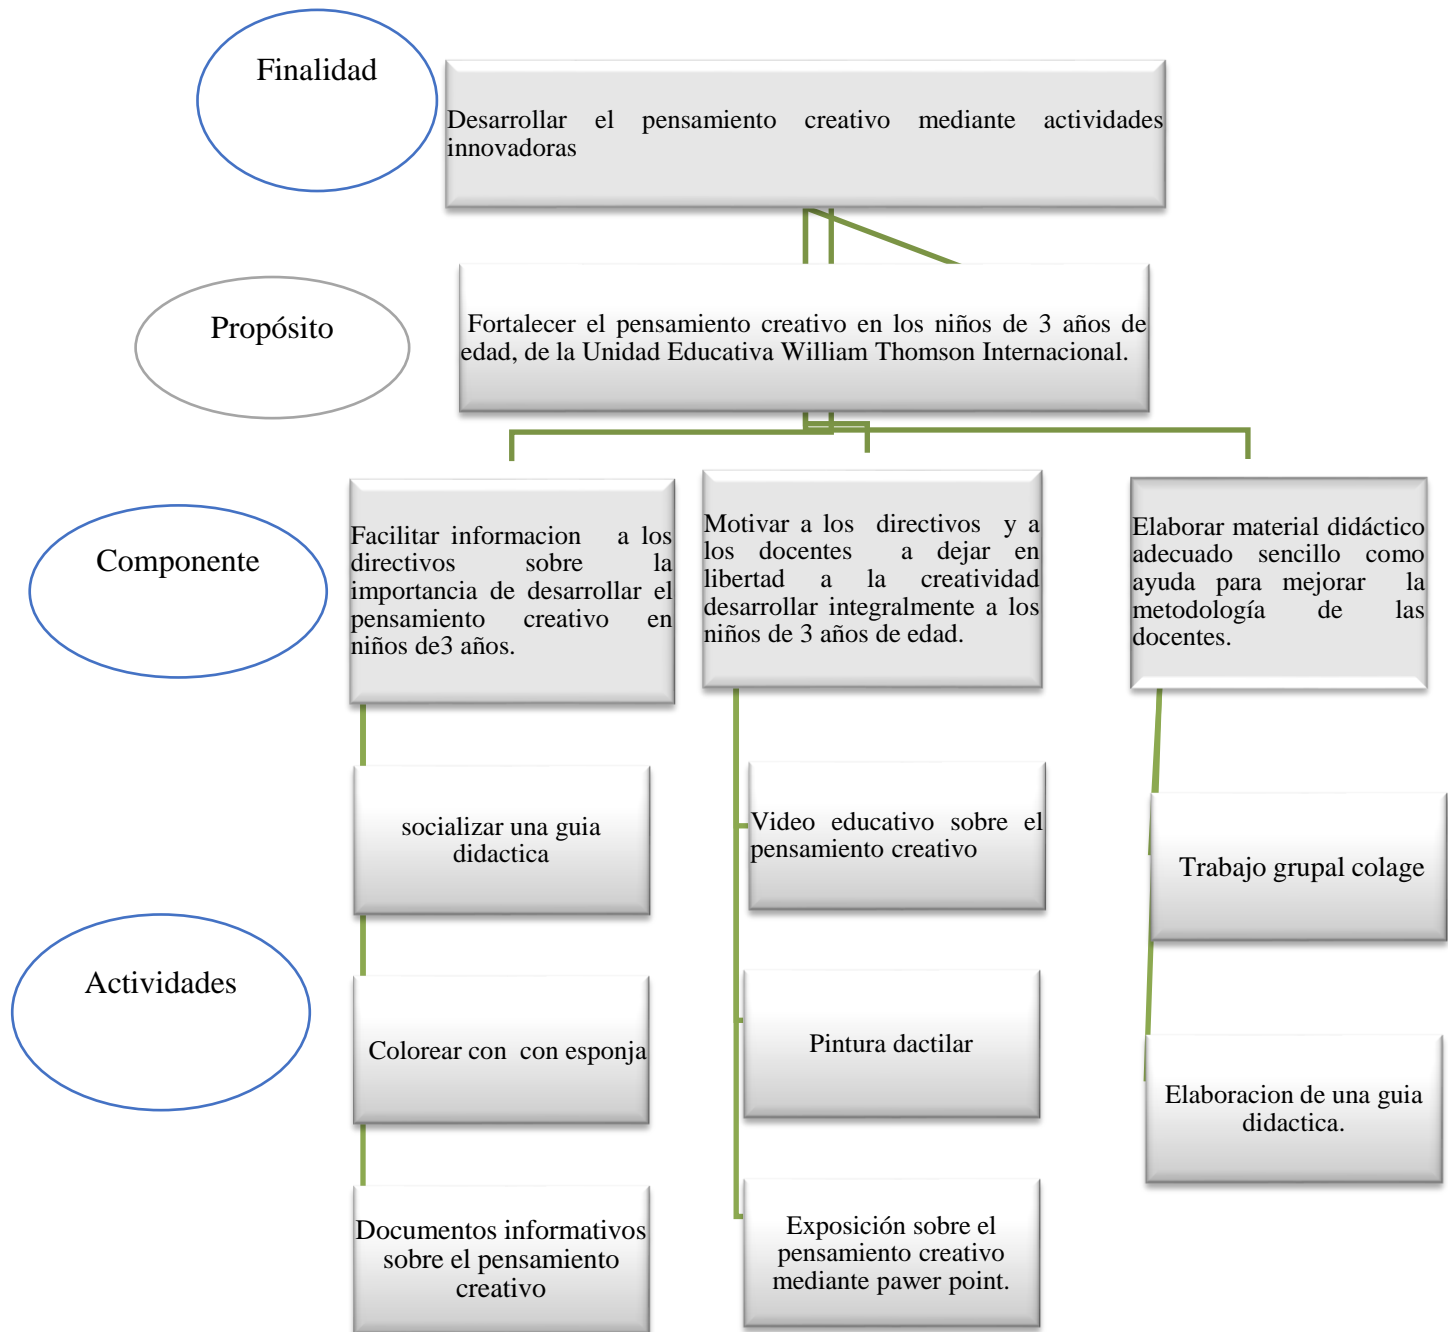 Finalidad
Desarrollar el pensamiento creativo mediante actividades
innovadoras
Propósito
Fortalecer el pensamiento creativo en los niños de 3 años de
edad, de la Unidad Educativa William Thomson Internacional.
Componente
Facilitar informacion a los
directivos sobre la
importancia de desarrollar el
pensamiento creativo en
niños de3 años.
Motivar a los directivos y a
los docentes a dejar en
libertad a la creatividad
desarrollar integralmente a los
niños de 3 años de edad.
Elaborar material didáctico
adecuado sencillo como
ayuda para mejorar la
metodología de las
docentes.
Actividades
socializar una guia
didactica
Colorear con con esponja
Documentos informativos
sobre el pensamiento
creativo
Video educativo sobre el
pensamiento creativo
Pintura dactilar
Exposición sobre el
pensamiento creativo
mediante pawer point.
Trabajo grupal colage
Elaboracion de una guia
didactica.